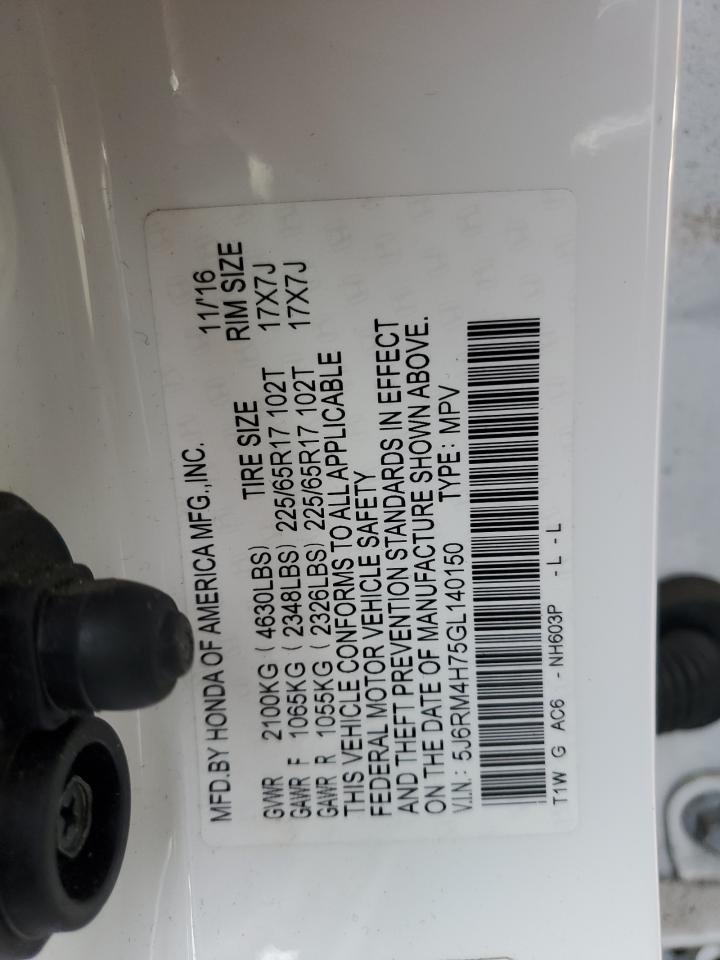 MFD.BY HONDA OF AMERICA MFG.,INC. 11/'16
TIRE SIZE RIM SIZE
GVWR 2100KG ( 4630LBS)
GAWR F 1065KG ( 2348LBS) 225/65R17 102T 17X7J
GAWR R 1055KG ( 2326LBS) 225/65R17 102T 17X7J
THIS VEHICLE CONFORMS TO ALL APPLICABLE
FEDERAL MOTOR VEHICLE SAFETY
AND THEFT PREVENTION STANDARDS IN EFFECT
ON THE DATE OF MANUFACTURE SHOWN ABOVE.
V.I.N.: 5J6RM4H75GL140150 TYPE: MPV
T1W G AC6 - NH603P - L - L